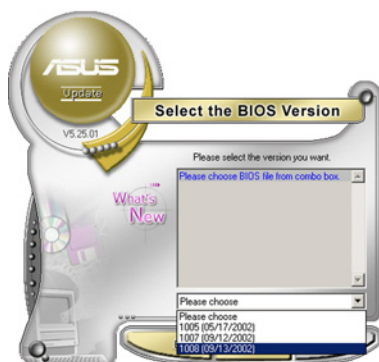 ASUS
Update
V5.25.01
Select the BIOS Version
Please select the version you want.
What's
New
Please choose BIOS file from combo box.
Please choose
Please choose
1005 (05/17/2002)
1007 (09/12/2002)
1008 (09/13/2002)